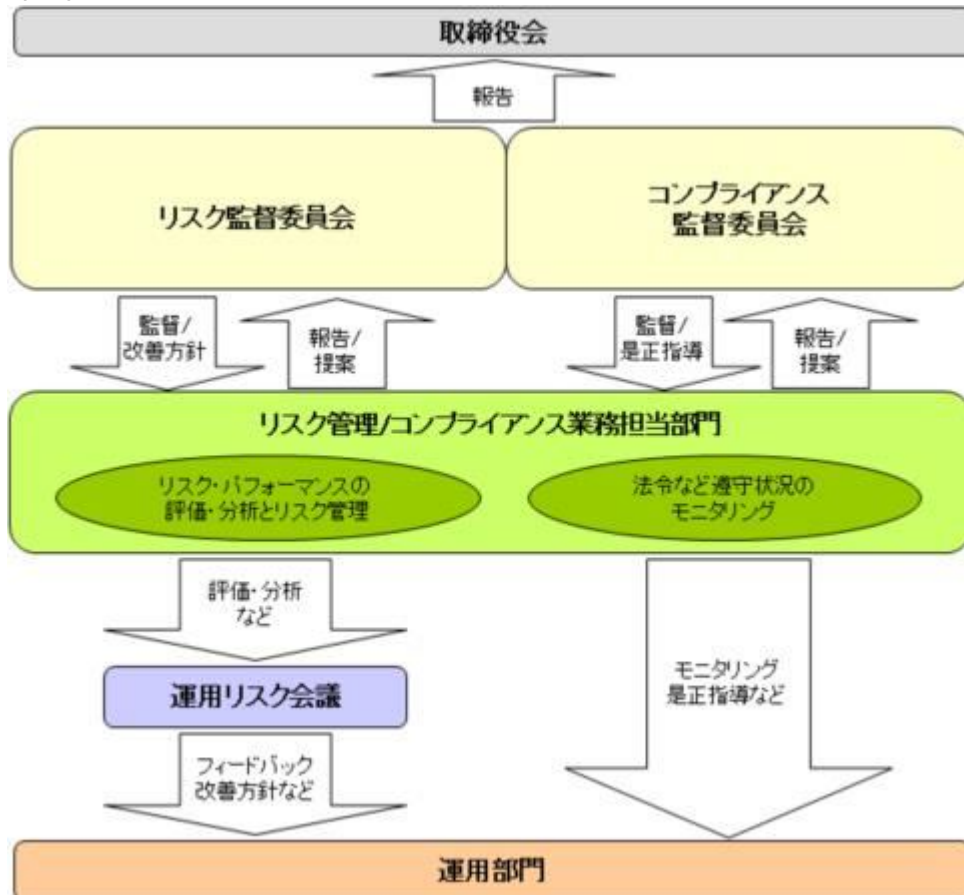 取締役会
報告
リスク監督委員会
コンプライアンス
監督委員会
監督/
改善方針
報告/
提案
監督/
是正指導
報告/
提案
リスク管理/コンプライアンス業務担当部門
リスク・パフォーマンスの
評価・分析とリスク管理
法令など遵守状況の
モニタリング
評価・分析
など
運用リスク会議
モニタリング
是正指導など
フィードバック
改善方針など
運用部門